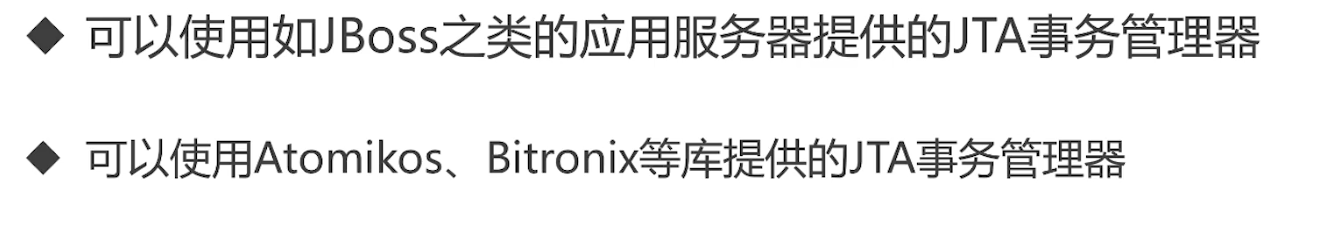 ◆ 可以使用如JBoss之类的应用服务器提供的JTA事务管理器
◆ 可以使用Atomikos、Bitronix等库提供的JTA事务管理器